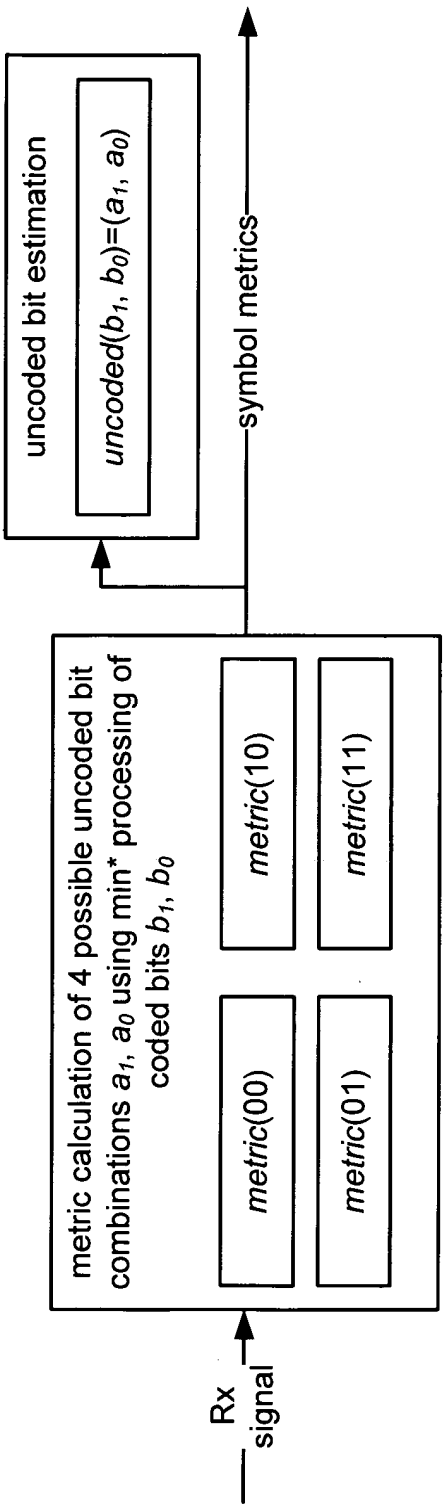 Rx
signal
metric calculation of 4 possible uncoded bit
combinations a₁, a₀ using min* processing of
coded bits b₁, b₀
metric(00)
metric(10)
metric(01)
metric(11)
uncoded bit estimation
uncoded(b₁, b₀)=(a₁, a₀)
symbol metrics